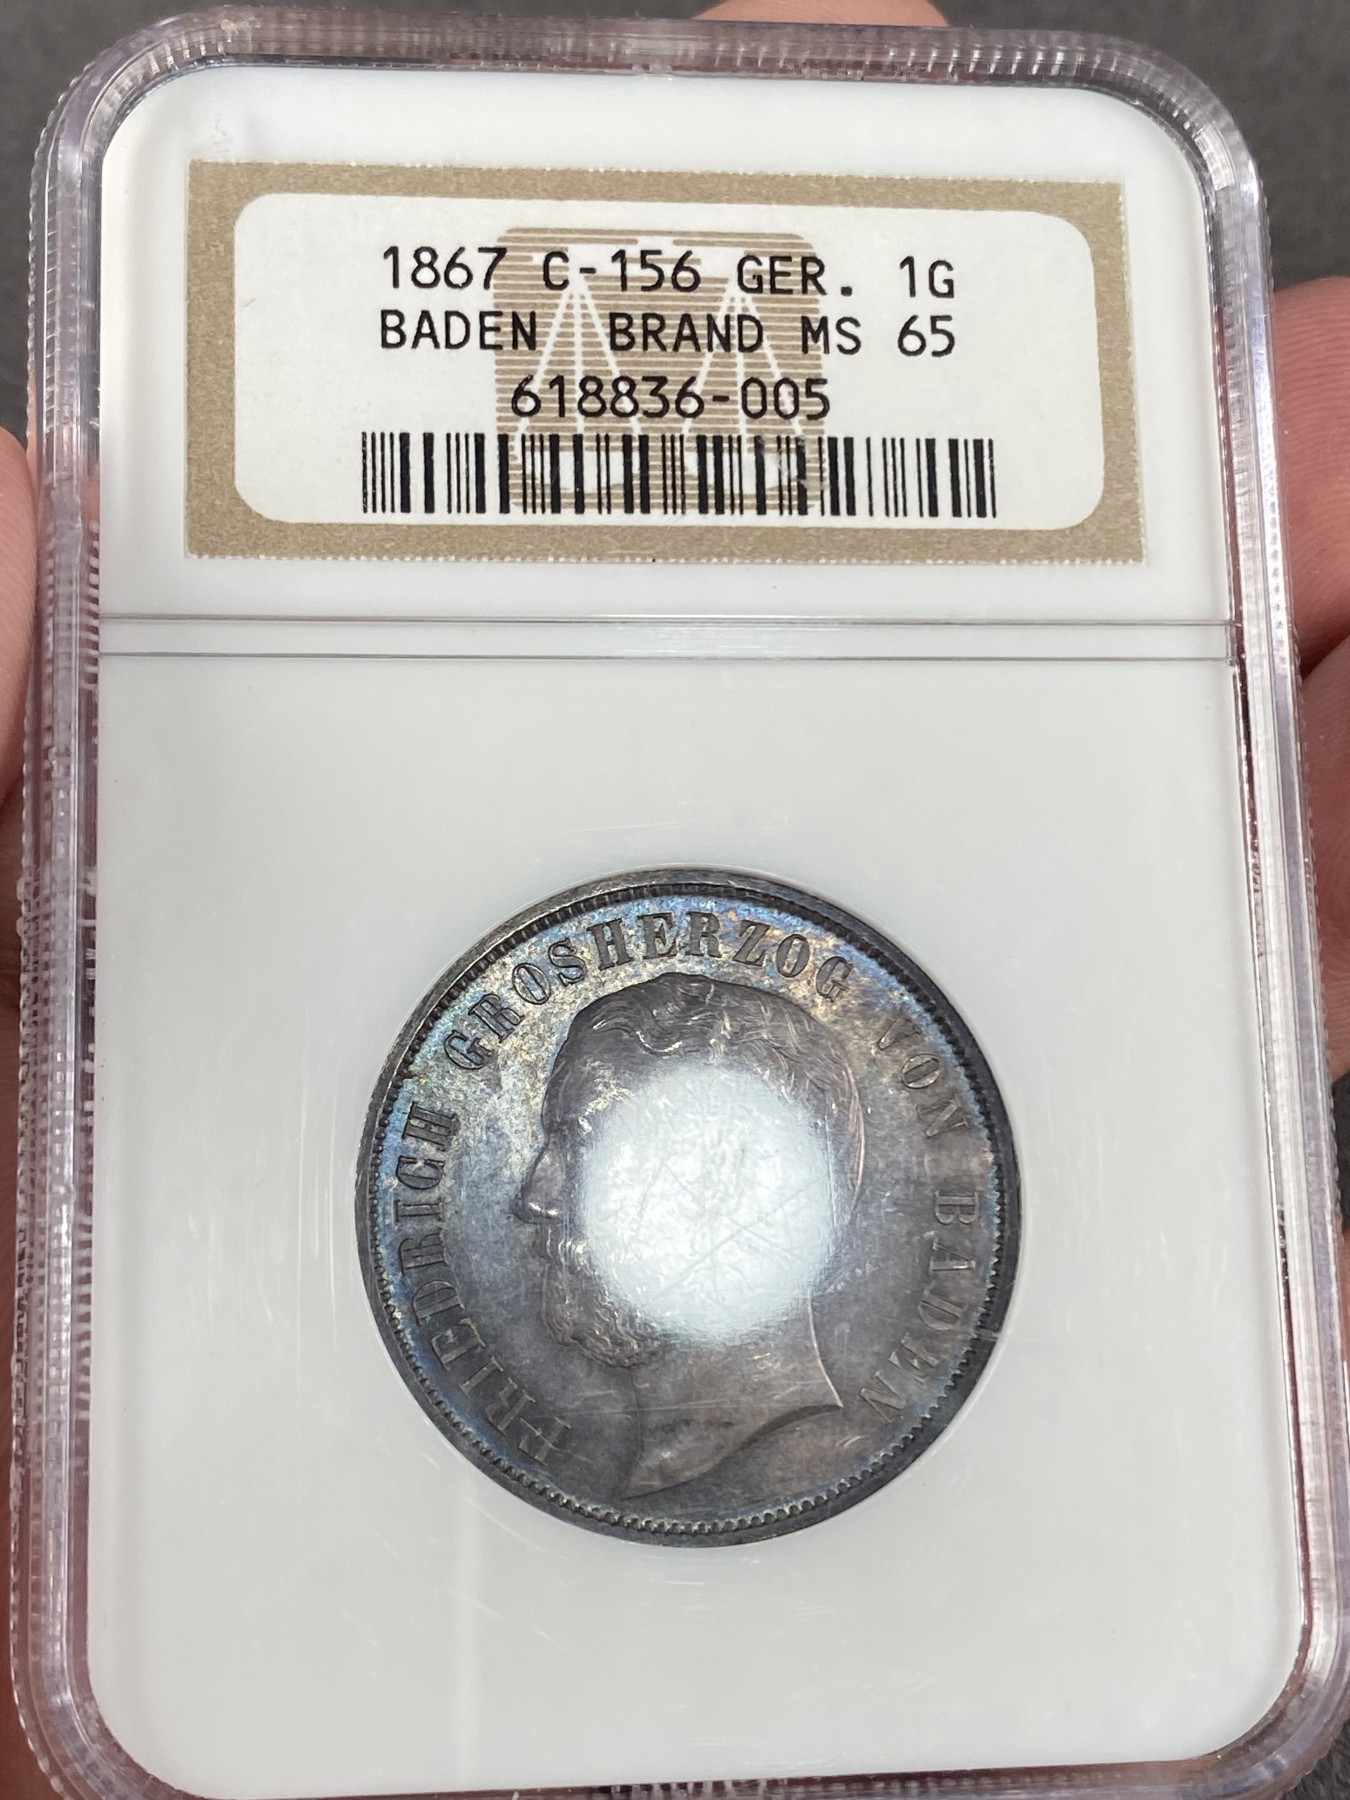 1867 C-156 GER. 1G
BADEN BRAND MS 65
618836-005
FRIEDRICH GROSHERZOG VON BADEN